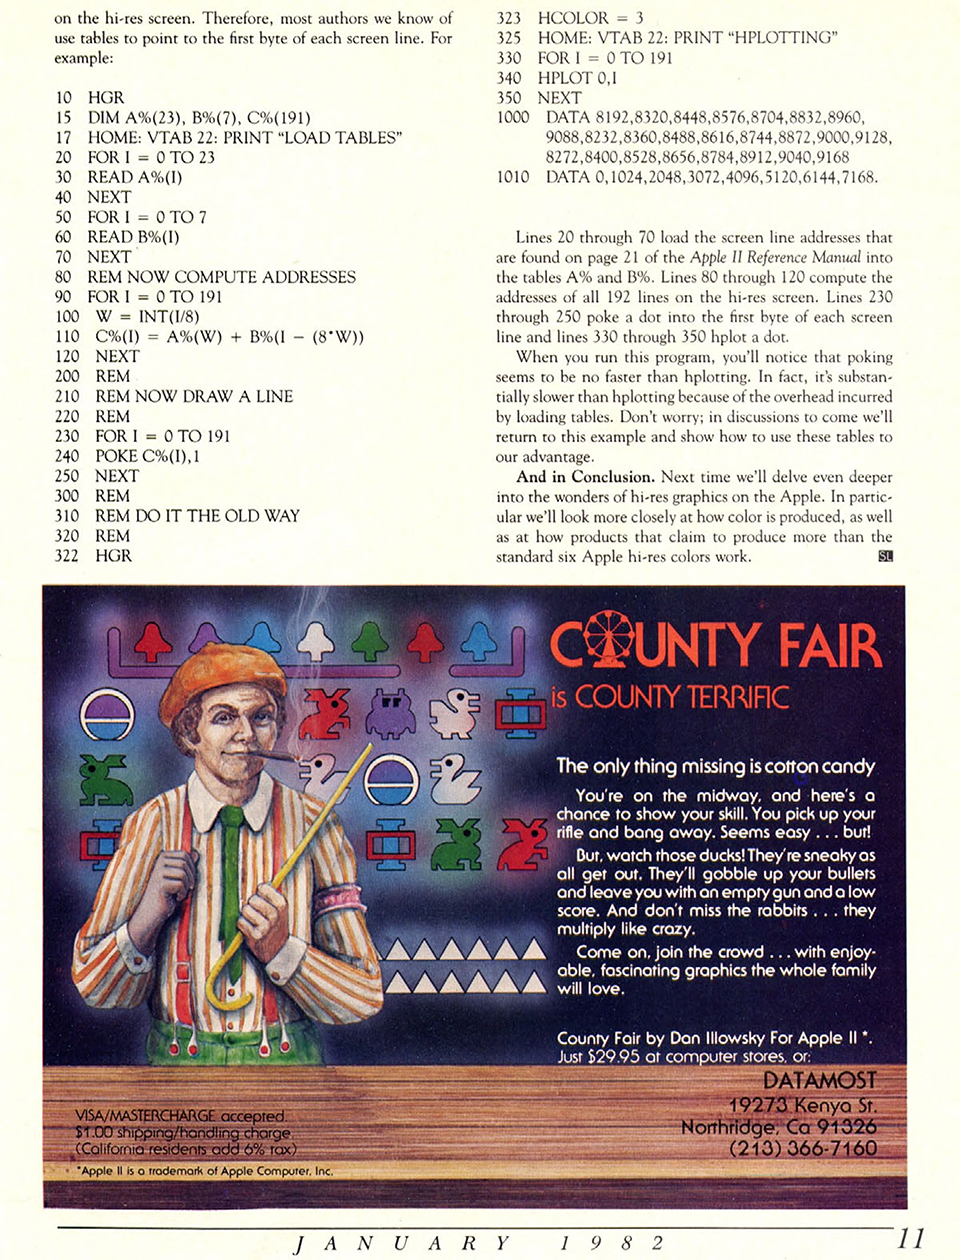 on the hi-res screen. Therefore, most authors we know of
use tables to point to the first byte of each screen line. For
example:
10 HGR
15 DIM A%(23), B%(7), C%(191)
17 HOME: VTAB 22: PRINT “LOAD TABLES”
20 FOR I = 0 TO 23
30 READ A%(I)
40 NEXT
50 FOR I = 0 TO 7
60 READ B%(I)
70 NEXT
80 REM NOW COMPUTE ADDRESSES
90 FOR I = 0 TO 191
100 W = INT(I/8)
110 C%(I) = A%(W) + B%(I − (8*W))
120 NEXT
200 REM
210 REM NOW DRAW A LINE
220 REM
230 FOR I = 0 TO 191
240 POKE C%(I),1
250 NEXT
300 REM
310 REM DO IT THE OLD WAY
320 REM
322 HGR
323 HCOLOR = 3
325 HOME: VTAB 22: PRINT “HPLOTTING”
330 FOR I = 0 TO 191
340 HPLOT 0,I
350 NEXT
1000 DATA 8192,8320,8448,8576,8704,8832,8960,
9088,8232,8360,8488,8616,8744,8872,9000,9128,
8272,8400,8528,8656,8784,8912,9040,9168
1010 DATA 0,1024,2048,3072,4096,5120,6144,7168.
Lines 20 through 70 load the screen line addresses that
are found on page 21 of the Apple II Reference Manual into
the tables A% and B%. Lines 80 through 120 compute the
addresses of all 192 lines on the hi-res screen. Lines 230
through 250 poke a dot into the first byte of each screen
line and lines 330 through 350 hplot a dot.
When you run this program, you’ll notice that poking
seems to be no faster than hplotting. In fact, it’s substan-
tially slower than hplotting because of the overhead incurred
by loading tables. Don’t worry; in discussions to come we’ll
return to this example and show how to use these tables to
our advantage.
And in Conclusion. Next time we’ll delve even deeper
into the wonders of hi-res graphics on the Apple. In partic-
ular we’ll look more closely at how color is produced, as well
as at how products that claim to produce more than the
standard six Apple hi-res colors work. SL
COUNTY FAIR
is COUNTY TERRIFIC
The only thing missing is cotton candy
You’re on the midway, and here’s a
chance to show your skill. You pick up your
rifle and bang away. Seems easy . . . but!
But, watch those ducks! They’re sneaky as
all get out. They’ll gobble up your bullets
and leave you with an empty gun and a low
score. And don’t miss the rabbits . . . they
multiply like crazy.
Come on, join the crowd . . . with enjoy-
able, fascinating graphics the whole family
will love.
County Fair by Dan Illowsky For Apple II *.
Just $29.95 at computer stores, or:
DATAMOST
19273 Kenya St.
Northridge, Ca 91326
(213) 366-7160
VISA/MASTERCHARGE accepted.
$1.00 shipping/handling charge.
(California residents add 6% tax)
*Apple II is a trademark of Apple Computer, Inc.
JANUARY 1982 11